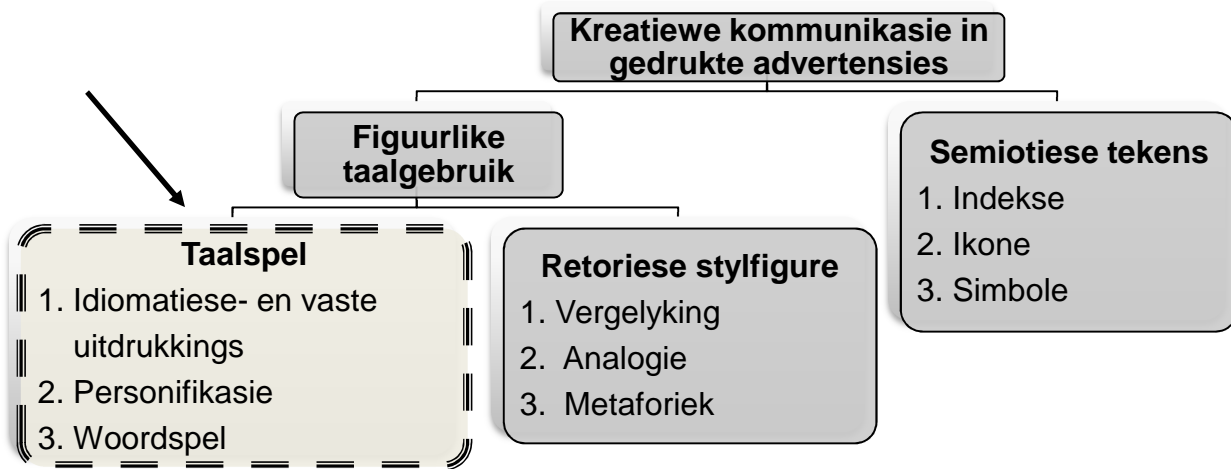 Kreatiewe kommunikasie in
gedrukte advertensies
Figuurlike
taalgebruik
Semiotiese tekens
1. Indekse
2. Ikone
3. Simbole
Taalspel
1. Idiomatiese- en vaste
uitdrukkings
2. Personifikasie
3. Woordspel
Retoriese stylfigure
1. Vergelyking
2. Analogie
3. Metaforiek